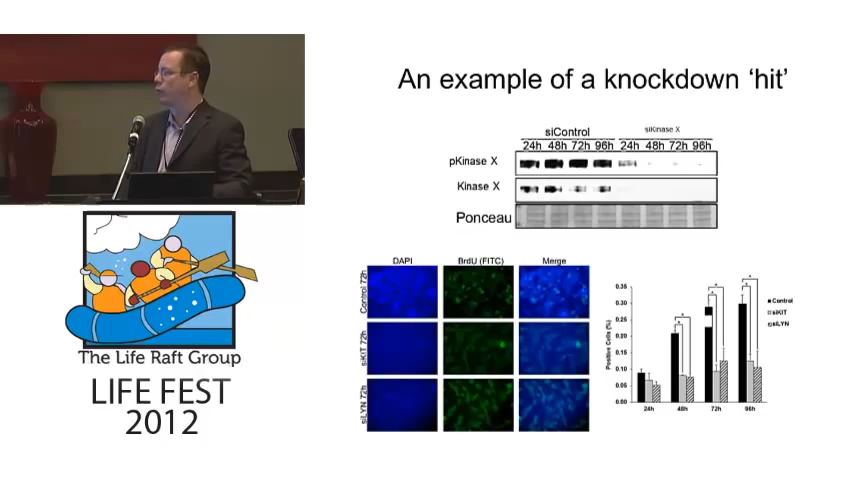 An example of a knockdown ‘hit’
siControl siKinase X
24h 48h 72h 96h 24h 48h 72h 96h
pKinase X
Kinase X
Ponceau
DAPI BrdU (FITC) Merge
Control 72h
siKIT 72h
siLYN 72h
Positive Cells (%)
0.35
0.30
0.25
0.20
0.15
0.10
0.05
0.00
24h 48h 72h 96h
* * * * * *
Control
siKIT
siLYN
The Life Raft Group
LIFE FEST
2012